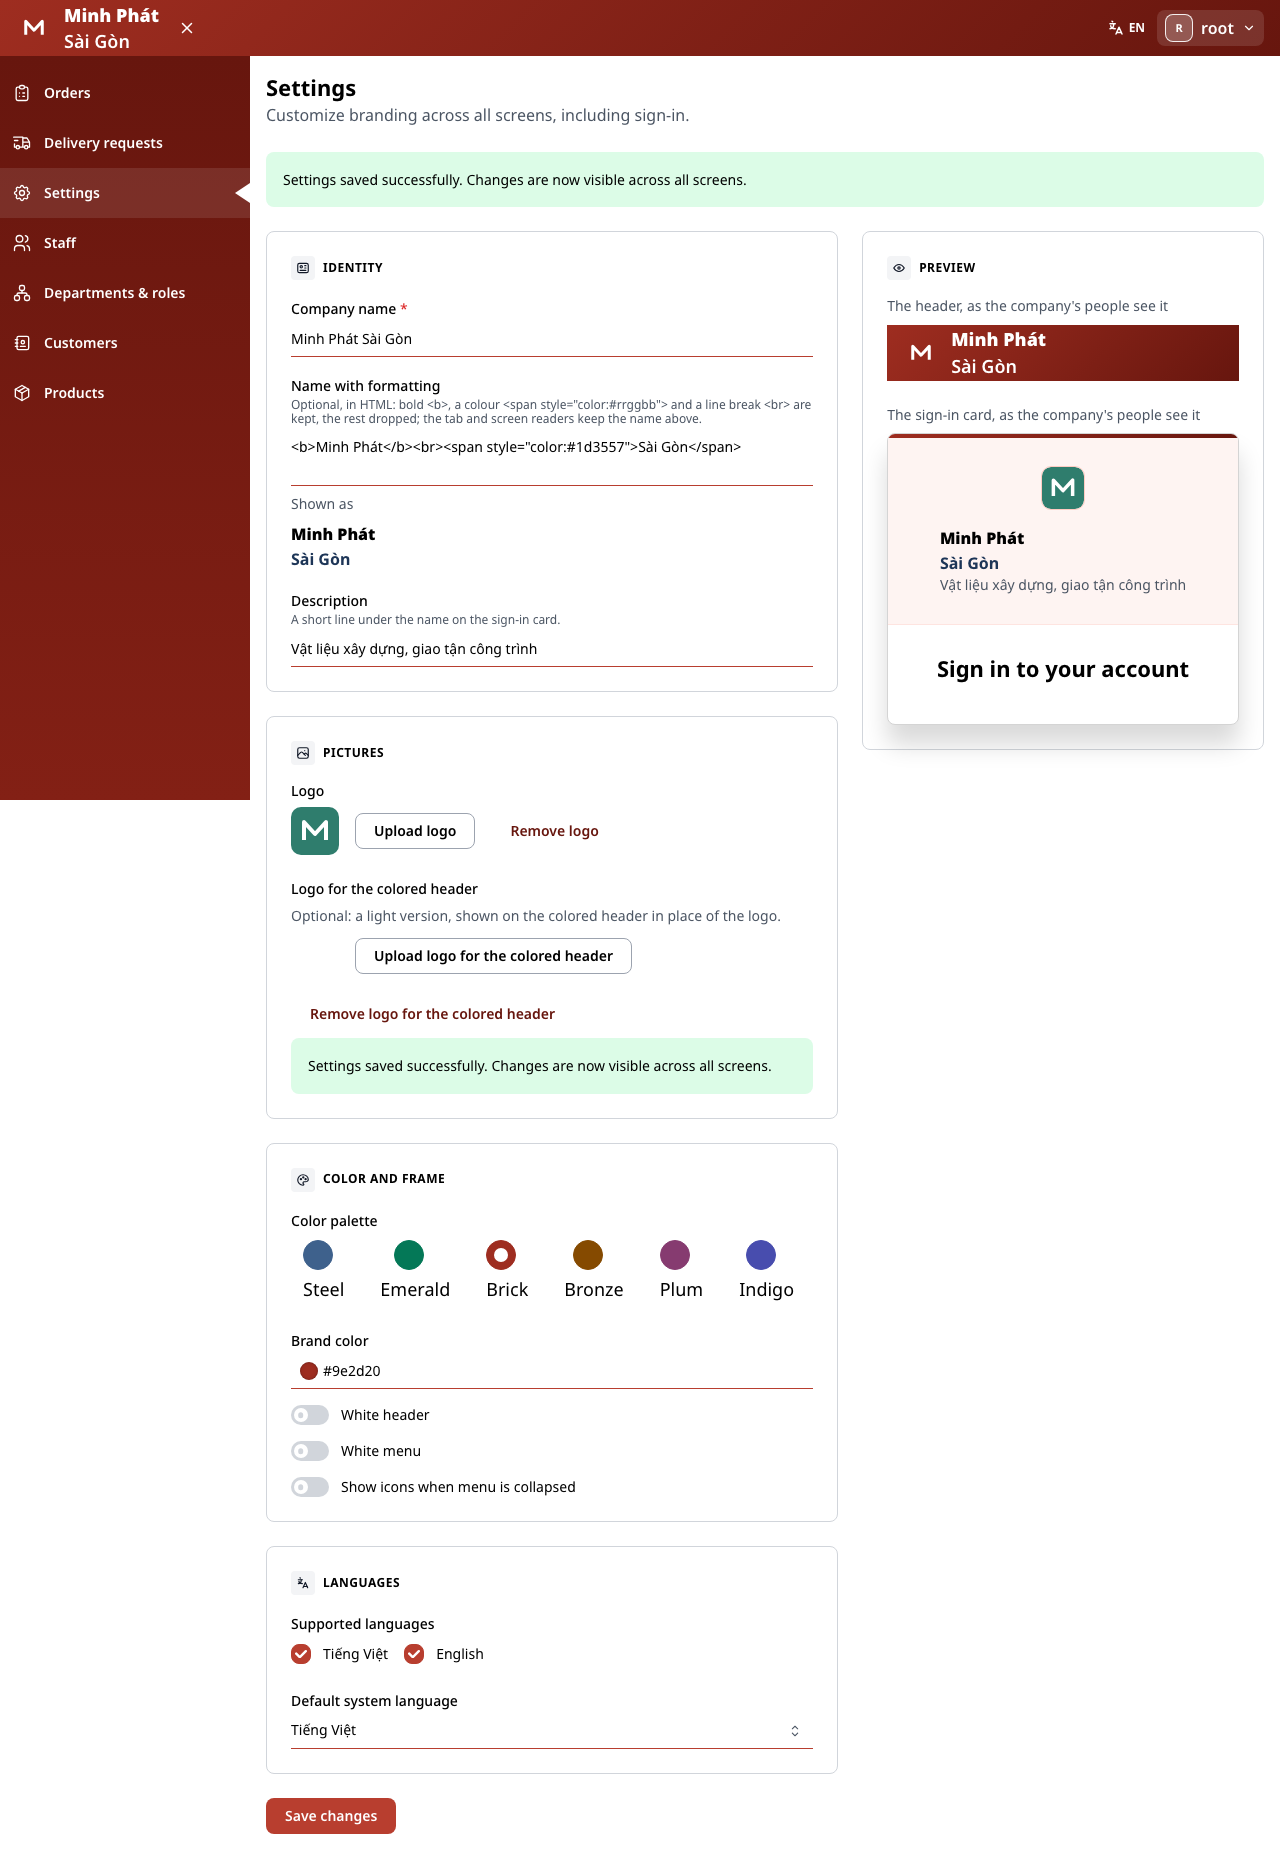 Minh Phát
Sài Gòn
EN
R
root
Orders
Delivery requests
Settings
Staff
Departments & roles
Customers
Products
Settings
Customize branding across all screens, including sign-in.
Settings saved successfully. Changes are now visible across all screens.
IDENTITY
Company name *
Minh Phát Sài Gòn
Name with formatting
Optional, in HTML: bold <b>, a colour <span style="color:#rrggbb"> and a line break <br> are
kept, the rest dropped; the tab and screen readers keep the name above.
<b>Minh Phát</b><br><span style="color:#1d3557">Sài Gòn</span>
Shown as
Minh Phát
Sài Gòn
Description
A short line under the name on the sign-in card.
Vật liệu xây dựng, giao tận công trình
PREVIEW
The header, as the company's people see it
Minh Phát
Sài Gòn
The sign-in card, as the company's people see it
Minh Phát
Sài Gòn
Vật liệu xây dựng, giao tận công trình
Sign in to your account
PICTURES
Logo
Upload logo
Remove logo
Logo for the colored header
Optional: a light version, shown on the colored header in place of the logo.
Upload logo for the colored header
Remove logo for the colored header
Settings saved successfully. Changes are now visible across all screens.
COLOR AND FRAME
Color palette
Steel
Emerald
Brick
Bronze
Plum
Indigo
Brand color
#9e2d20
White header
White menu
Show icons when menu is collapsed
LANGUAGES
Supported languages
Tiếng Việt
English
Default system language
Tiếng Việt
Save changes